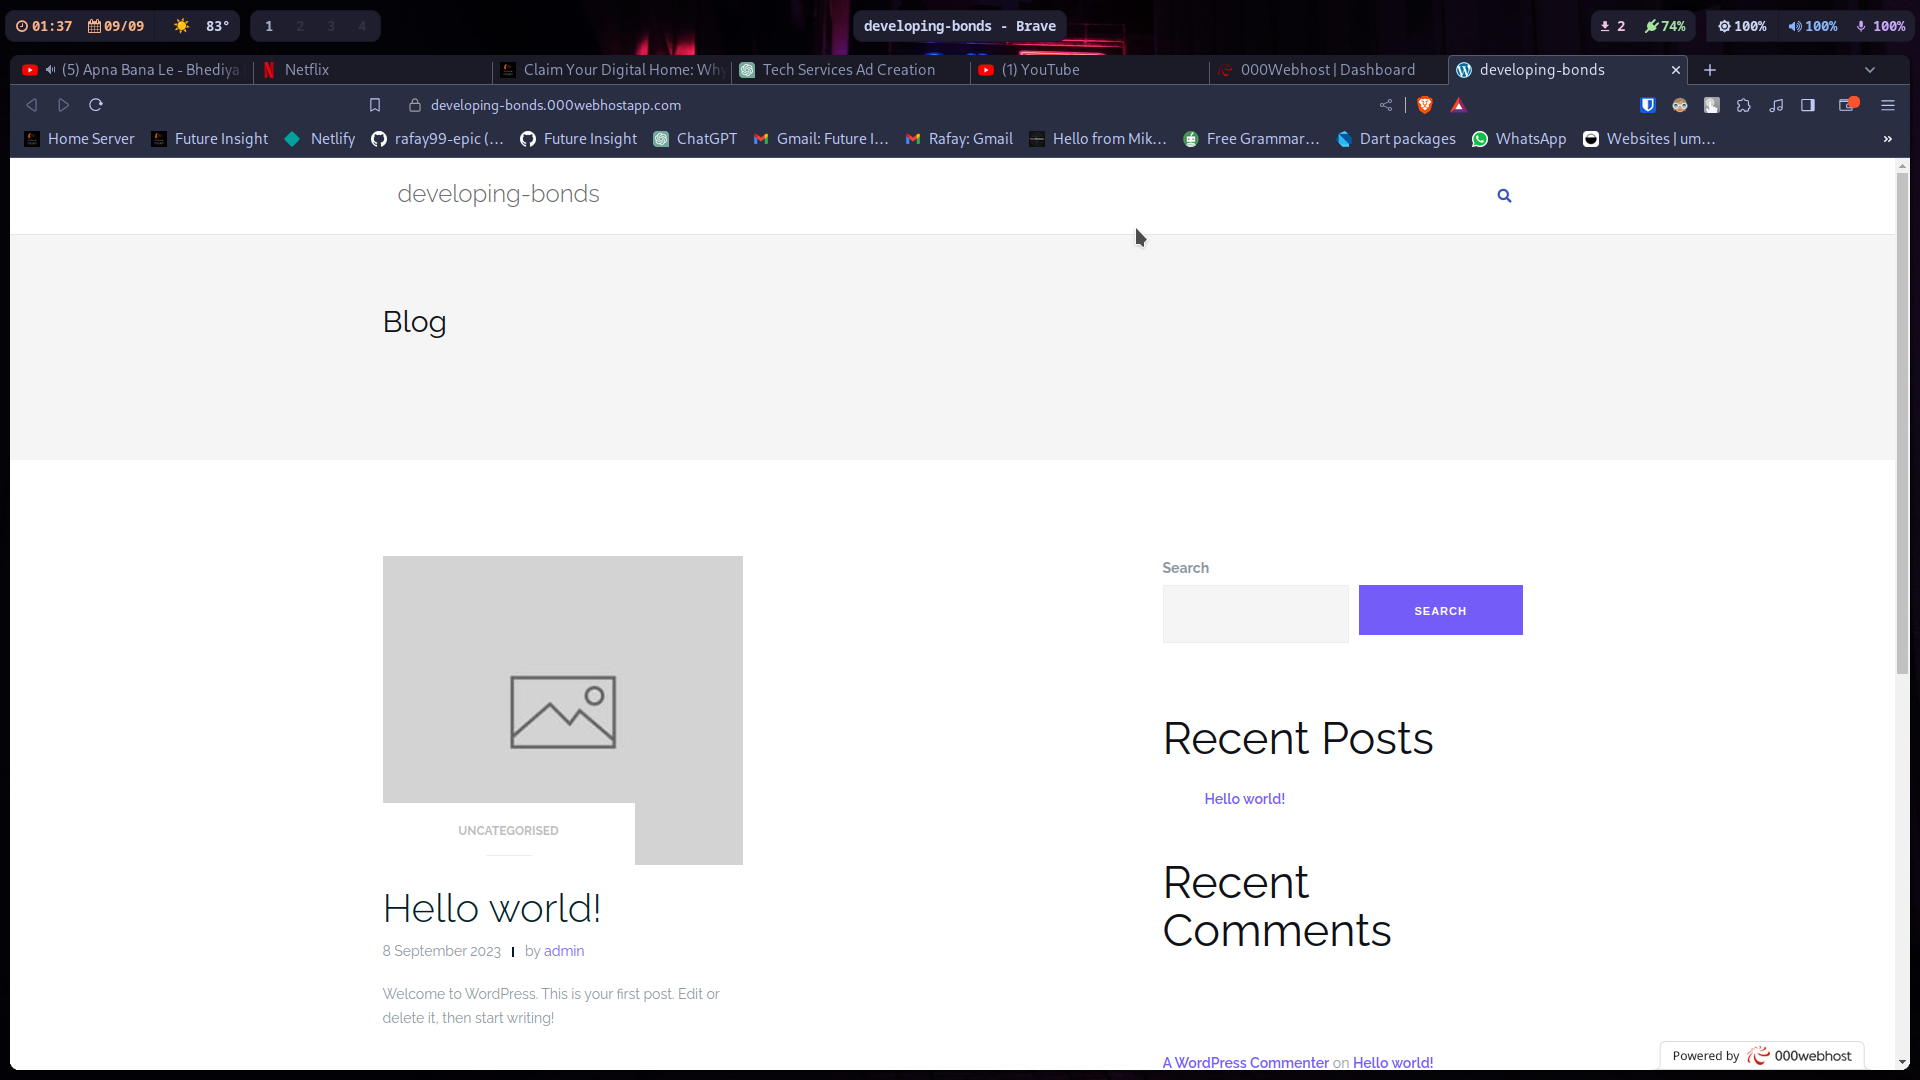 01:37 09/09 83° 1 2 3 4 developing-bonds - Brave 2 74% 100% 100% 100%
(5) Apna Bana Le - Bhediya Netflix Claim Your Digital Home: Why Tech Services Ad Creation (1) YouTube 000Webhost | Dashboard developing-bonds
developing-bonds.000webhostapp.com
Home Server Future Insight Netlify rafay99-epic (... Future Insight ChatGPT Gmail: Future I... Rafay: Gmail Hello from Mik... Free Grammar... Dart packages WhatsApp Websites | um... »
developing-bonds
Blog
Search
SEARCH
Recent Posts
Hello world!
UNCATEGORISED
Hello world!
8 September 2023 by admin
Welcome to WordPress. This is your first post. Edit or
delete it, then start writing!
Recent
Comments
A WordPress Commenter on Hello world!
Powered by 000webhost